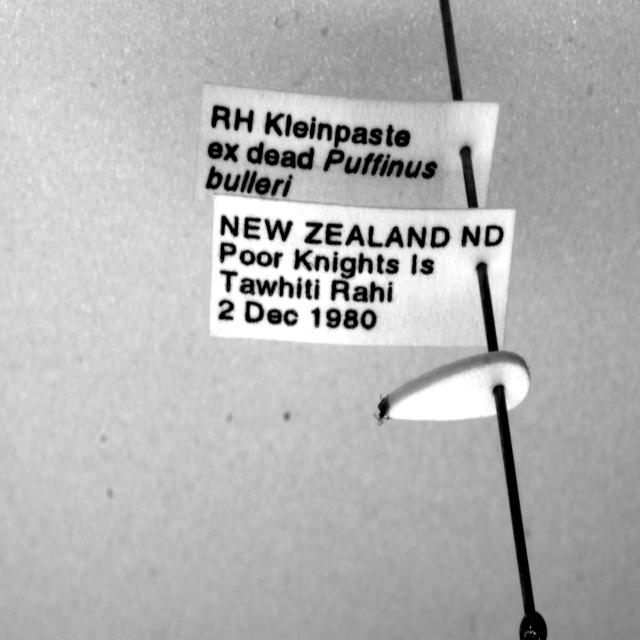 RH Kleinpaste
ex dead Puffinus
bulleri
NEW ZEALAND ND
Poor Knights Is
Tawhiti Rahi
2 Dec 1980